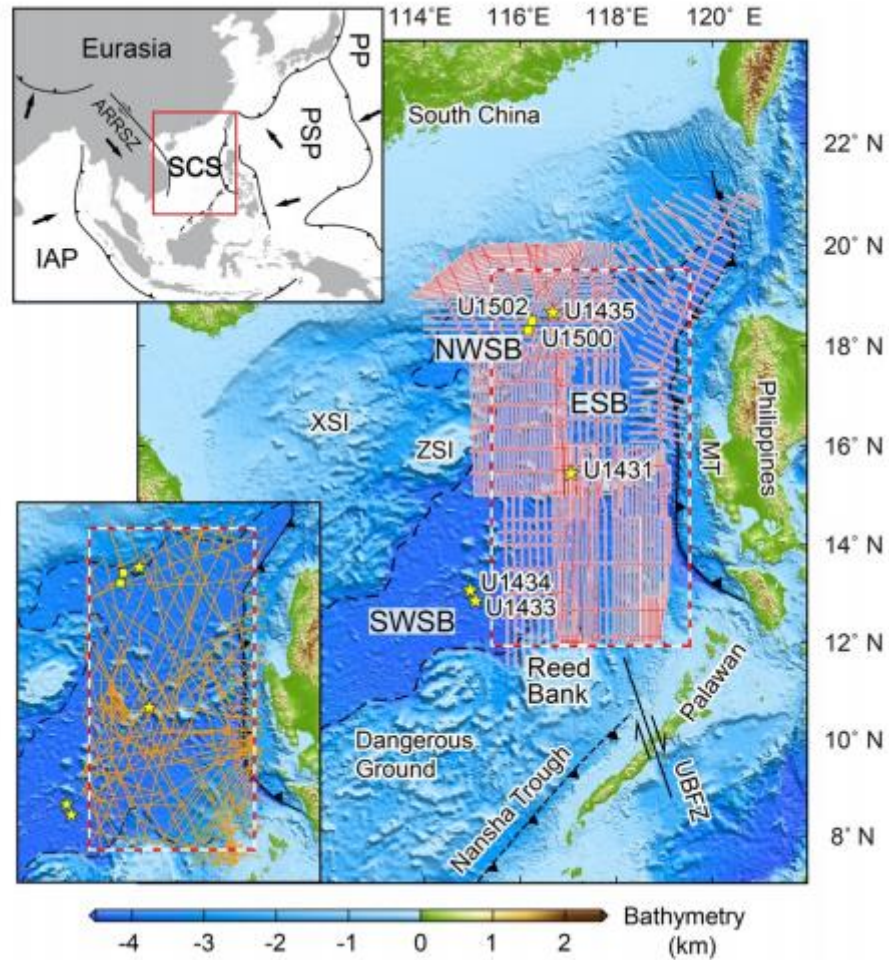 114°E 116°E 118°E 120° E
Eurasia
PP
ARRSZ
PSP
SCS
IAP
South China
22° N
20° N
18° N
16° N
14° N
12° N
10° N
8° N
U1502
U1435
U1500
NWSB
ESB
XSI
ZSI
MT
Philippines
U1431
U1434
U1433
SWSB
Reed
Bank
Palawan
Dangerous
Ground
Nansha Trough
UBFZ
-4 -3 -2 -1 0 1 2
Bathymetry
(km)